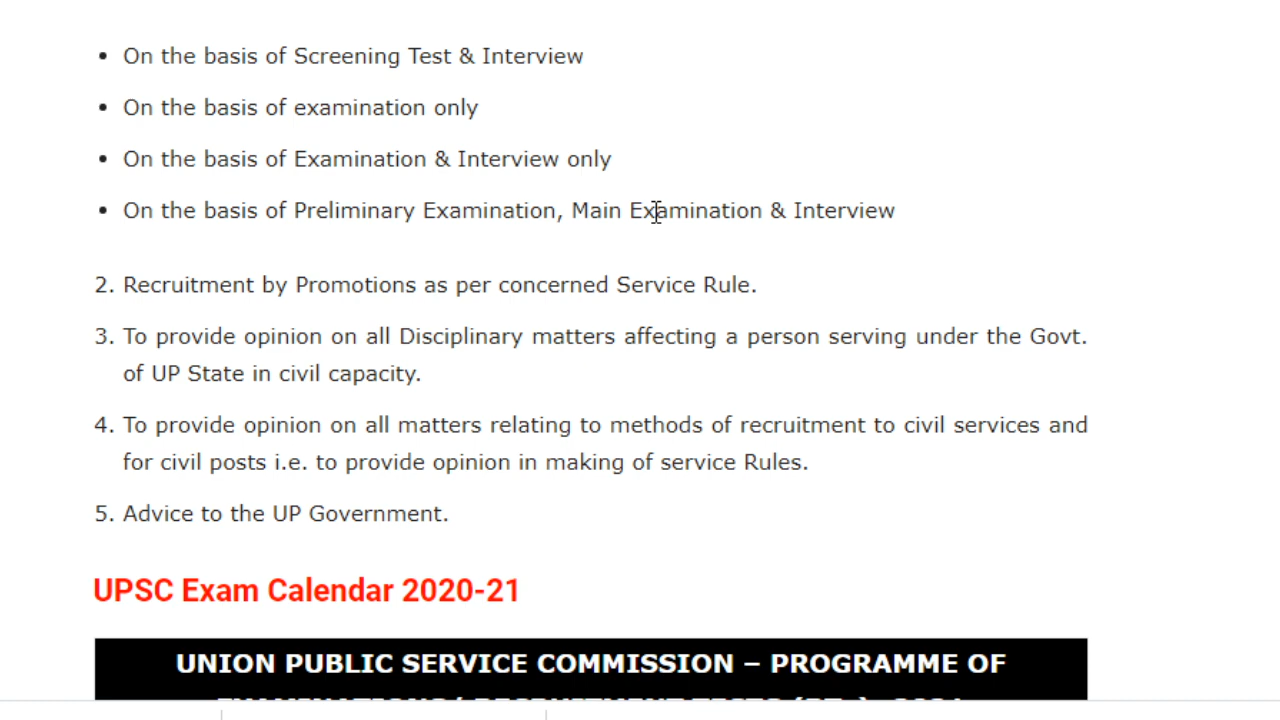 • On the basis of Screening Test & Interview
• On the basis of examination only
• On the basis of Examination & Interview only
• On the basis of Preliminary Examination, Main Examination & Interview
2. Recruitment by Promotions as per concerned Service Rule.
3. To provide opinion on all Disciplinary matters affecting a person serving under the Govt.
of UP State in civil capacity.
4. To provide opinion on all matters relating to methods of recruitment to civil services and
for civil posts i.e. to provide opinion in making of service Rules.
5. Advice to the UP Government.
UPSC Exam Calendar 2020-21
UNION PUBLIC SERVICE COMMISSION – PROGRAMME OF